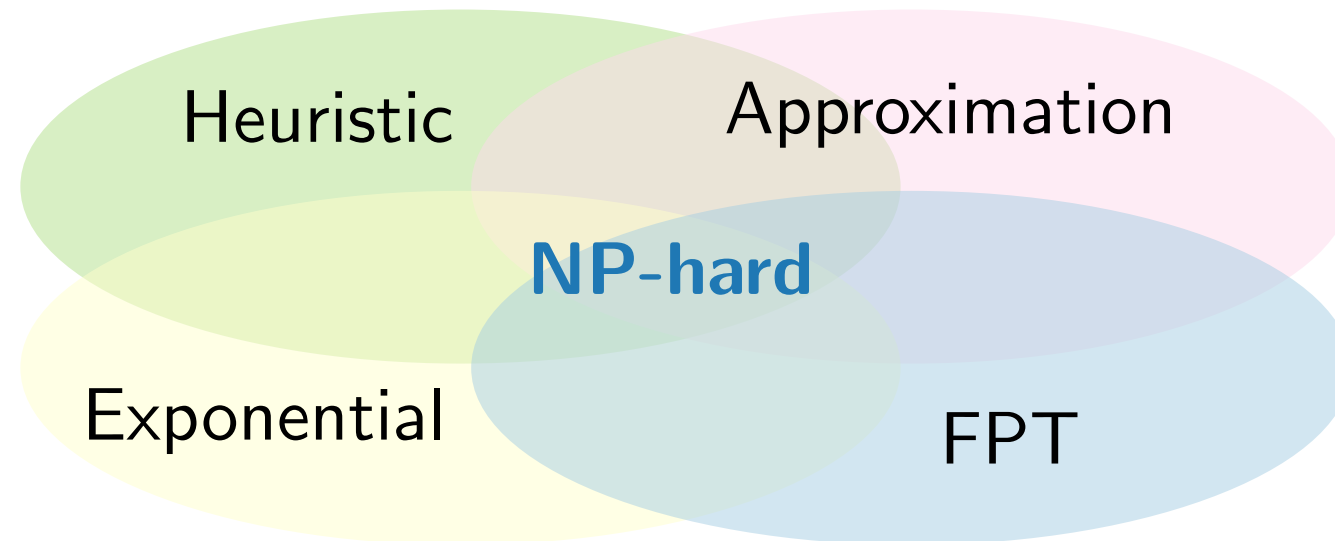 Heuristic
Approximation
NP-hard
Exponential
FPT